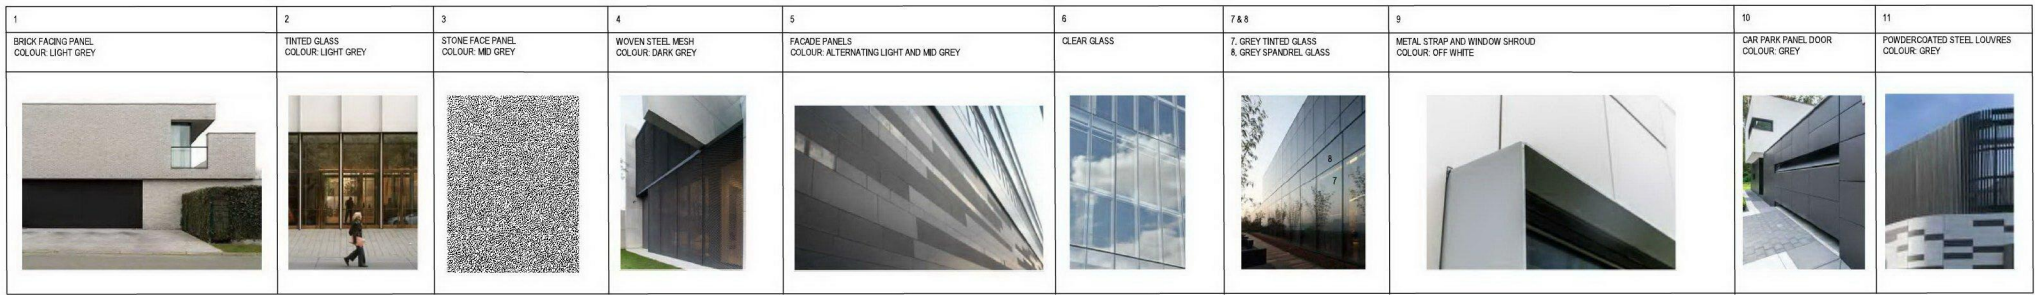 1
BRICK FACING PANEL
COLOUR: LIGHT GREY
2
TINTED GLASS
COLOUR: LIGHT GREY
3
STONE FACE PANEL
COLOUR: MID GREY
4
WOVEN STEEL MESH
COLOUR: DARK GREY
5
FACADE PANELS
COLOUR: ALTERNATING LIGHT AND MID GREY
6
CLEAR GLASS
7 & 8
7. GREY TINTED GLASS
8. GREY SPANDREL GLASS
8
7
9
METAL STRAP AND WINDOW SHROUD
COLOUR: OFF WHITE
10
CAR PARK PANEL DOOR
COLOUR: GREY
11
POWDERCOATED STEEL LOUVRES
COLOUR: GREY